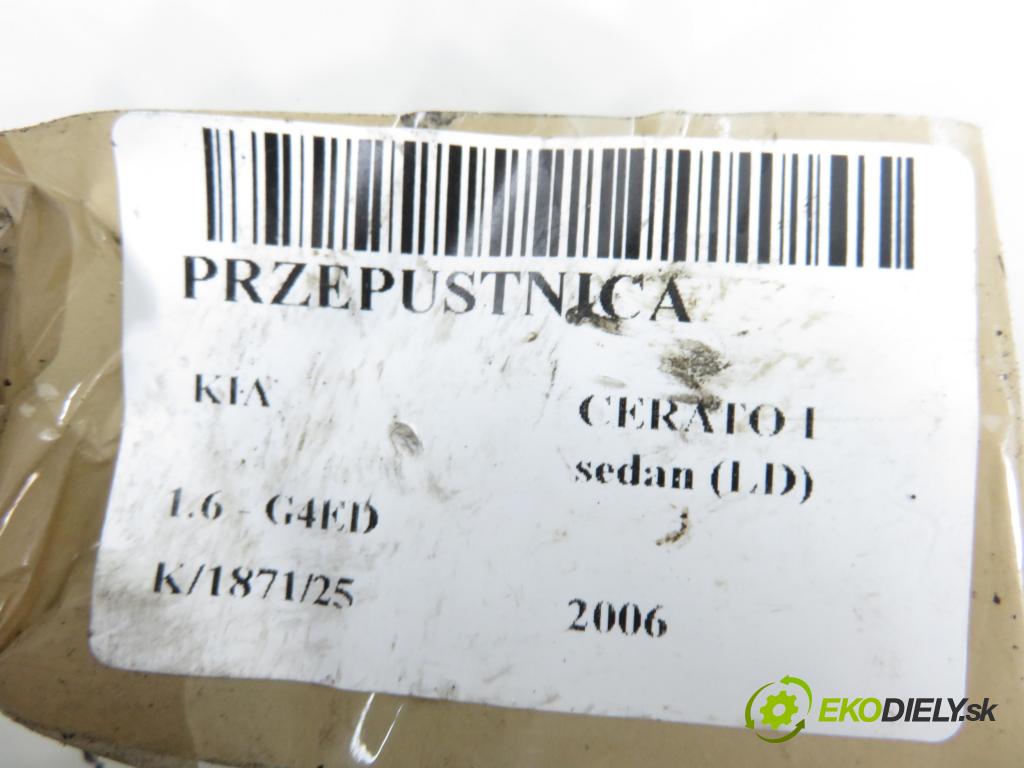 PRZEPUSTNICA
KIA
CERATO I
sedan (LD)
1.6 - G4ED
K/1871/25
2006
EKODIELY.sk